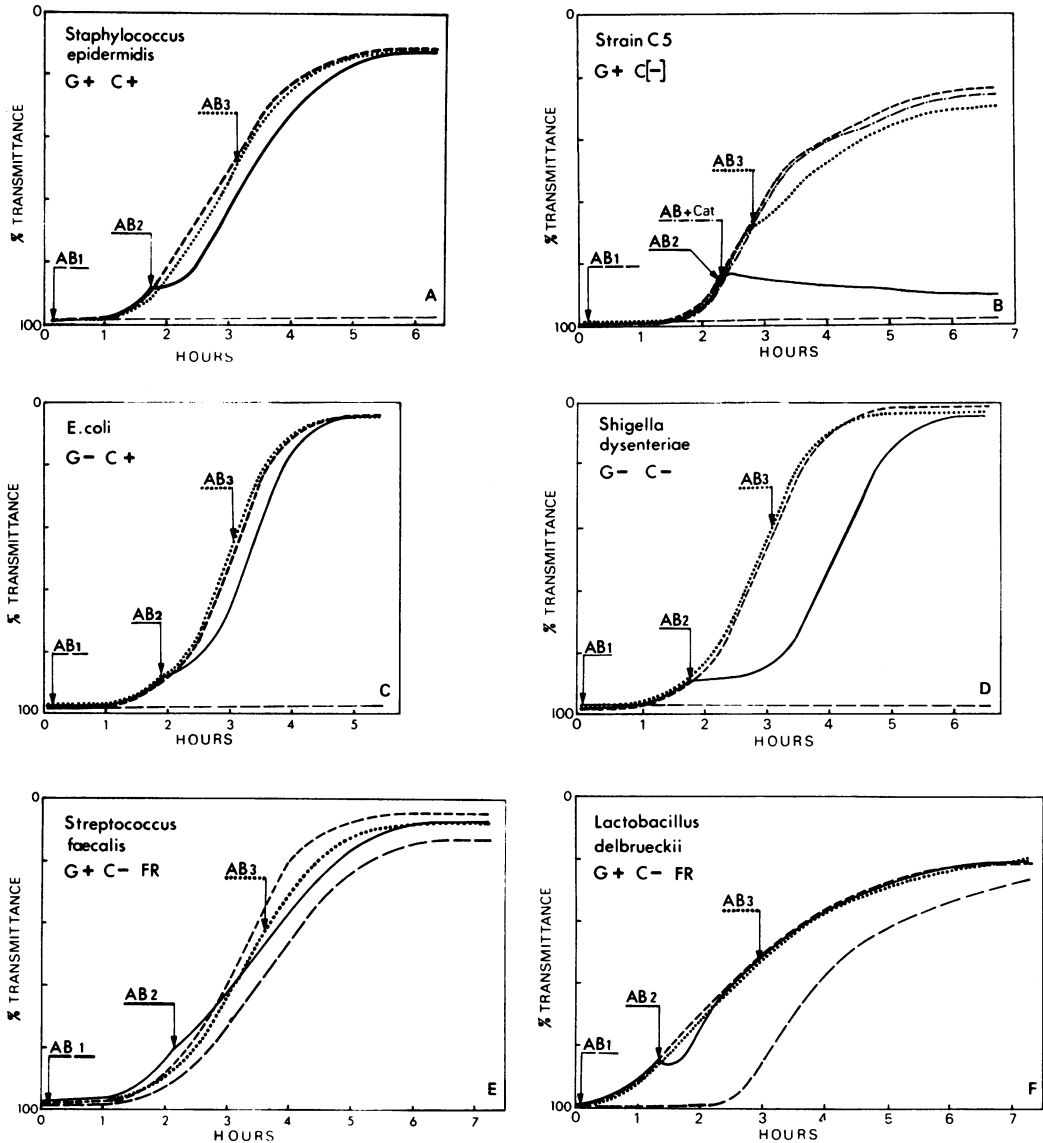 0
Staphylococcus
epidermidis
G+ C+
AB3
AB2
AB1
% TRANSMITTANCE
A
100
0 1 2 3 4 5 6
HOURS
0
Strain C5
G+ C[−]
AB3
AB+Cat
AB2
AB1
% TRANSMITTANCE
B
100
0 1 2 3 4 5 6 7
HOURS
0
E.coli
G− C+
AB3
AB2
AB1
% TRANSMITTANCE
C
100
0 1 2 3 4 5
HOURS
0
Shigella
dysenteriae
G− C−
AB3
AB2
AB1
% TRANSMITTANCE
D
100
0 1 2 3 4 5 6
HOURS
0
Streptococcus
fæcalis
G+ C− FR
AB3
AB2
AB1
% TRANSMITTANCE
E
100
0 1 2 3 4 5 6 7
HOURS
0
Lactobacillus
delbrueckii
G+ C− FR
AB3
AB2
AB1
% TRANSMITTANCE
F
100
0 1 2 3 4 5 6 7
HOURS